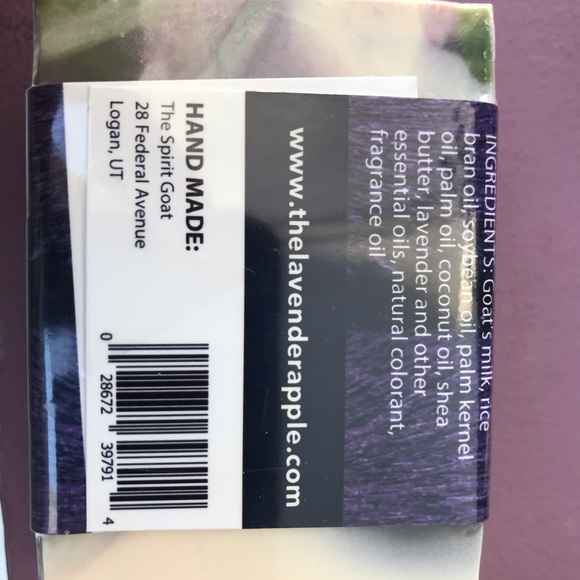 INGREDIENTS: Goat's milk, rice
bran oil, soybean oil, palm kernel
oil, palm oil, coconut oil, shea
butter, lavender and other
essential oils, natural colorant,
fragrance oil
www.thelavenderapple.com
HAND MADE:
The Spirit Goat
28 Federal Avenue
Logan, UT
0 28672 39791 4